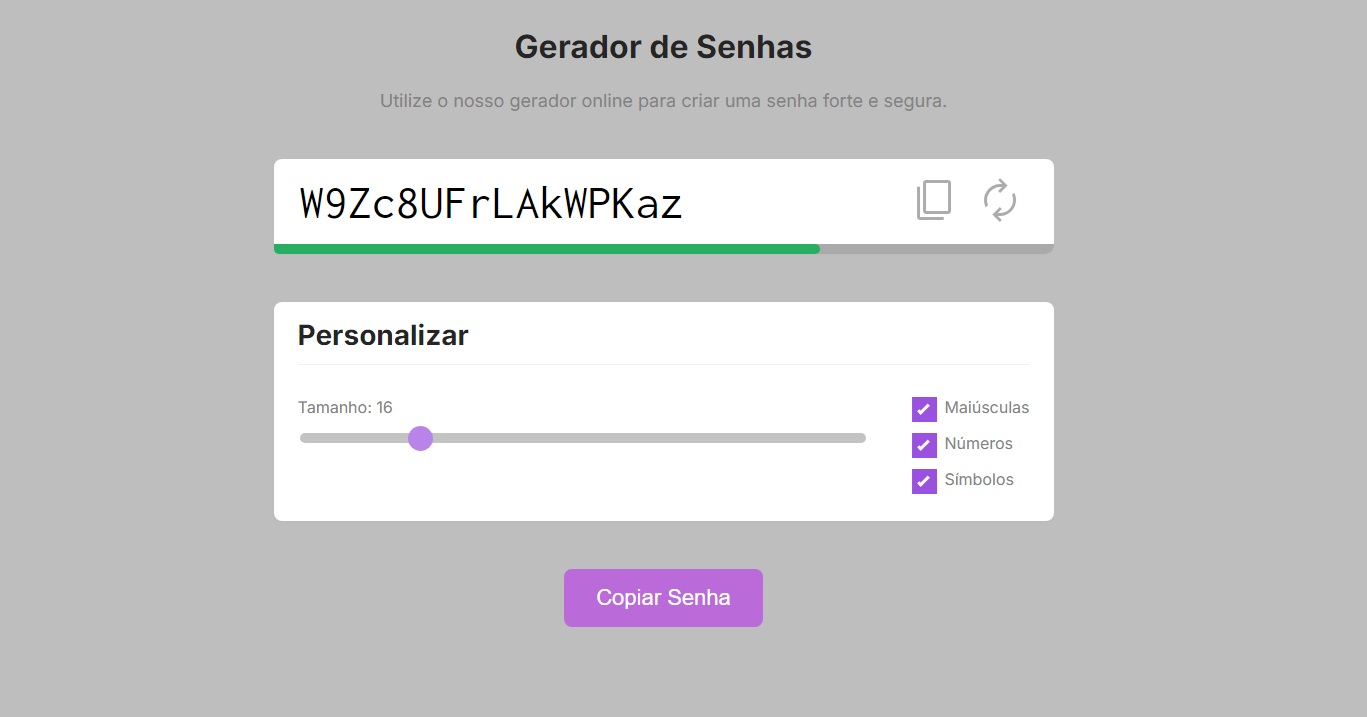 Gerador de Senhas
Utilize o nosso gerador online para criar uma senha forte e segura.
W9Zc8UFrLAkWPKaz
Personalizar
Tamanho: 16
Maiúsculas
Números
Símbolos
Copiar Senha